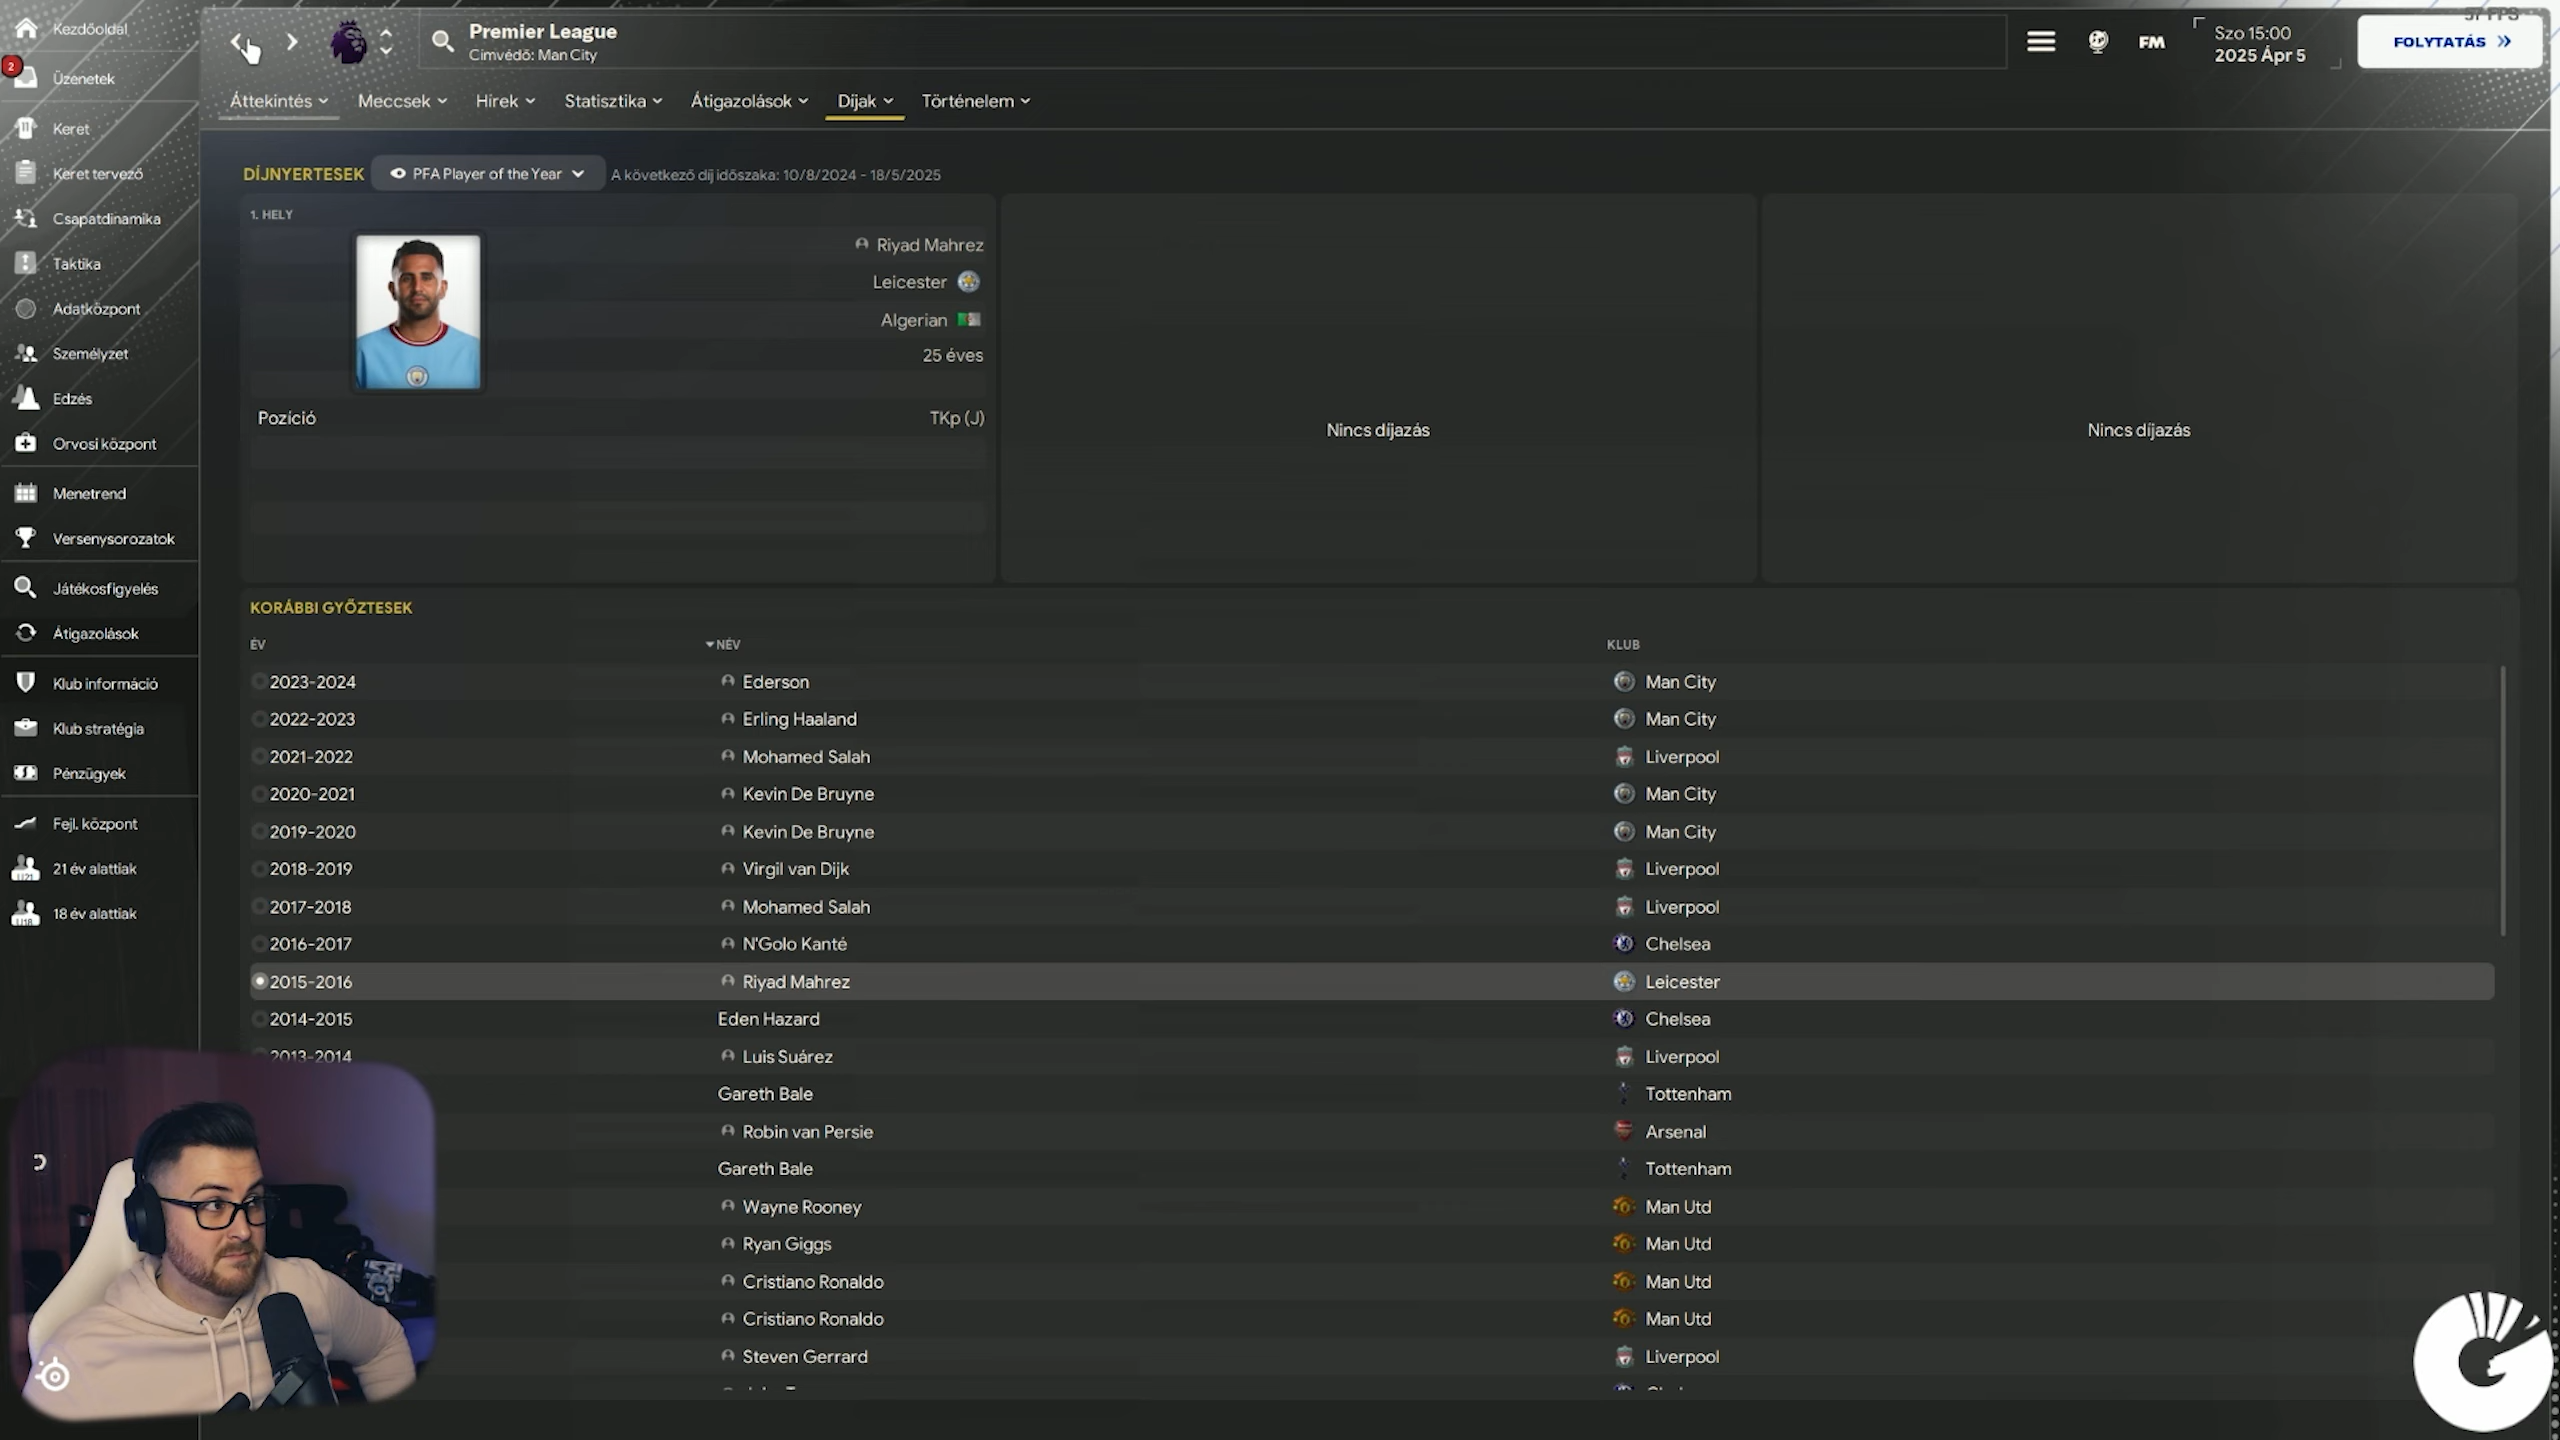 Kezdőoldal
2
Üzenetek
Keret
Keret tervező
Csapatdinamika
Taktika
Adatközpont
Személyzet
Edzés
Orvosi központ
Menetrend
Versenysorozatok
Játékosfigyelés
Átigazolások
Klub információ
Klub stratégia
Pénzügyek
Fejl. központ
U21
21 év alattiak
U18
18 év alattiak
Premier League
Címvédő: Man City
FM
Szo 15:00
2025 Ápr 5
57 FPS
FOLYTATÁS
Áttekintés
Meccsek
Hírek
Statisztika
Átigazolások
Díjak
Történelem
DÍJNYERTESEK
PFA Player of the Year
A következő díj időszaka: 10/8/2024 - 18/5/2025
1. HELY
Riyad Mahrez
Leicester
Algerian
25 éves
Pozíció TKp (J)
Nincs díjazás
Nincs díjazás
KORÁBBI GYŐZTESEK
ÉV NÉV KLUB
2023-2024 Ederson Man City
2022-2023 Erling Haaland Man City
2021-2022 Mohamed Salah Liverpool
2020-2021 Kevin De Bruyne Man City
2019-2020 Kevin De Bruyne Man City
2018-2019 Virgil van Dijk Liverpool
2017-2018 Mohamed Salah Liverpool
2016-2017 N'Golo Kanté Chelsea
2015-2016 Riyad Mahrez Leicester
2014-2015 Eden Hazard Chelsea
2013-2014 Luis Suárez Liverpool
Gareth Bale Tottenham
Robin van Persie Arsenal
Gareth Bale Tottenham
Wayne Rooney Man Utd
Ryan Giggs Man Utd
Cristiano Ronaldo Man Utd
Cristiano Ronaldo Man Utd
Steven Gerrard Liverpool